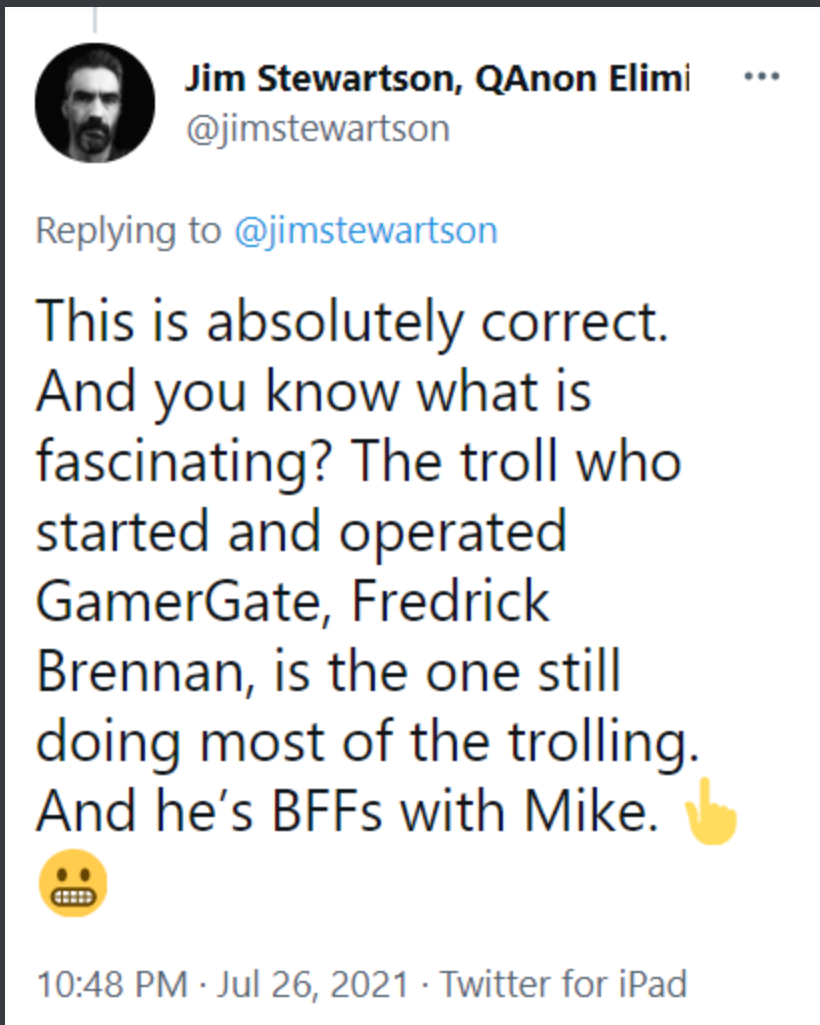 Jim Stewartson, QAnon Elimi
@jimstewartson
Replying to @jimstewartson
This is absolutely correct.
And you know what is
fascinating? The troll who
started and operated
GamerGate, Fredrick
Brennan, is the one still
doing most of the trolling.
And he's BFFs with Mike. 👆
😬
10:48 PM · Jul 26, 2021 · Twitter for iPad